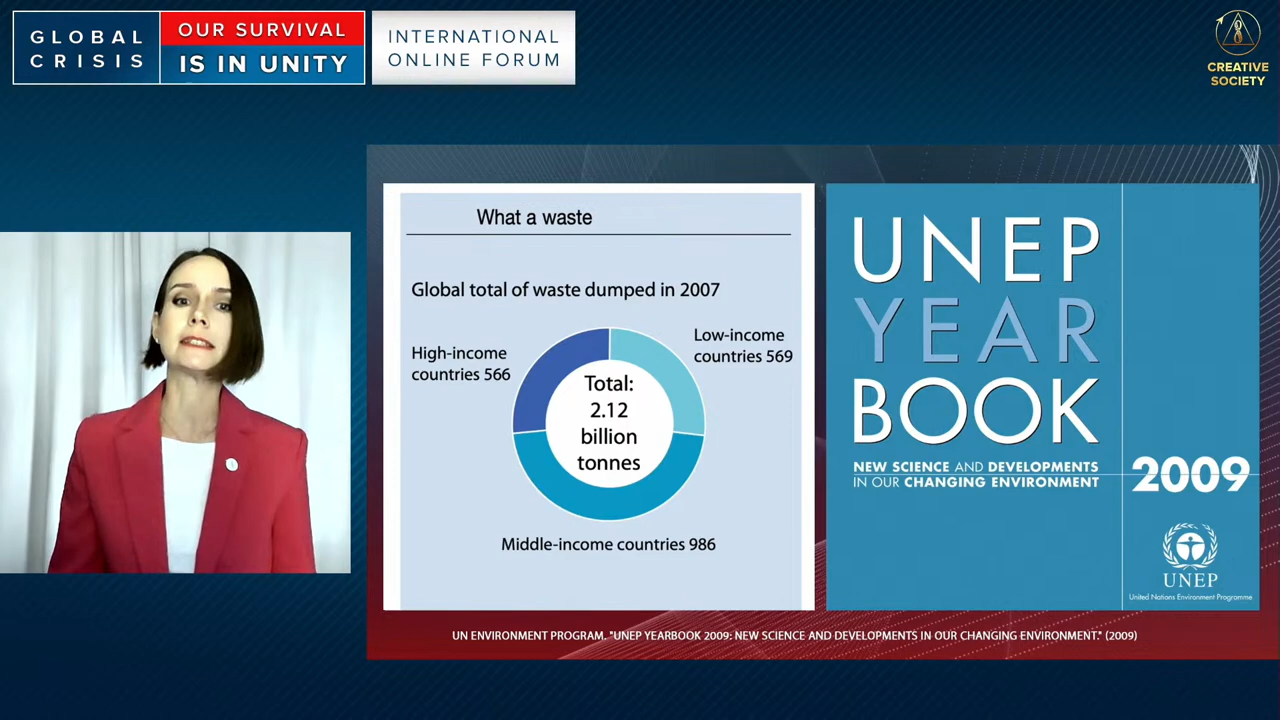 GLOBAL
CRISIS
OUR SURVIVAL
IS IN UNITY
INTERNATIONAL
ONLINE FORUM
CREATIVE
SOCIETY
What a waste
Global total of waste dumped in 2007
High-income
countries 566
Low-income
countries 569
Total:
2.12
billion
tonnes
Middle-income countries 986
UNEP
YEAR
BOOK
NEW SCIENCE AND DEVELOPMENTS
IN OUR CHANGING ENVIRONMENT
2009
UNEP
United Nations Environment Programme
UN ENVIRONMENT PROGRAM. "UNEP YEARBOOK 2009: NEW SCIENCE AND DEVELOPMENTS IN OUR CHANGING ENVIRONMENT." (2009)